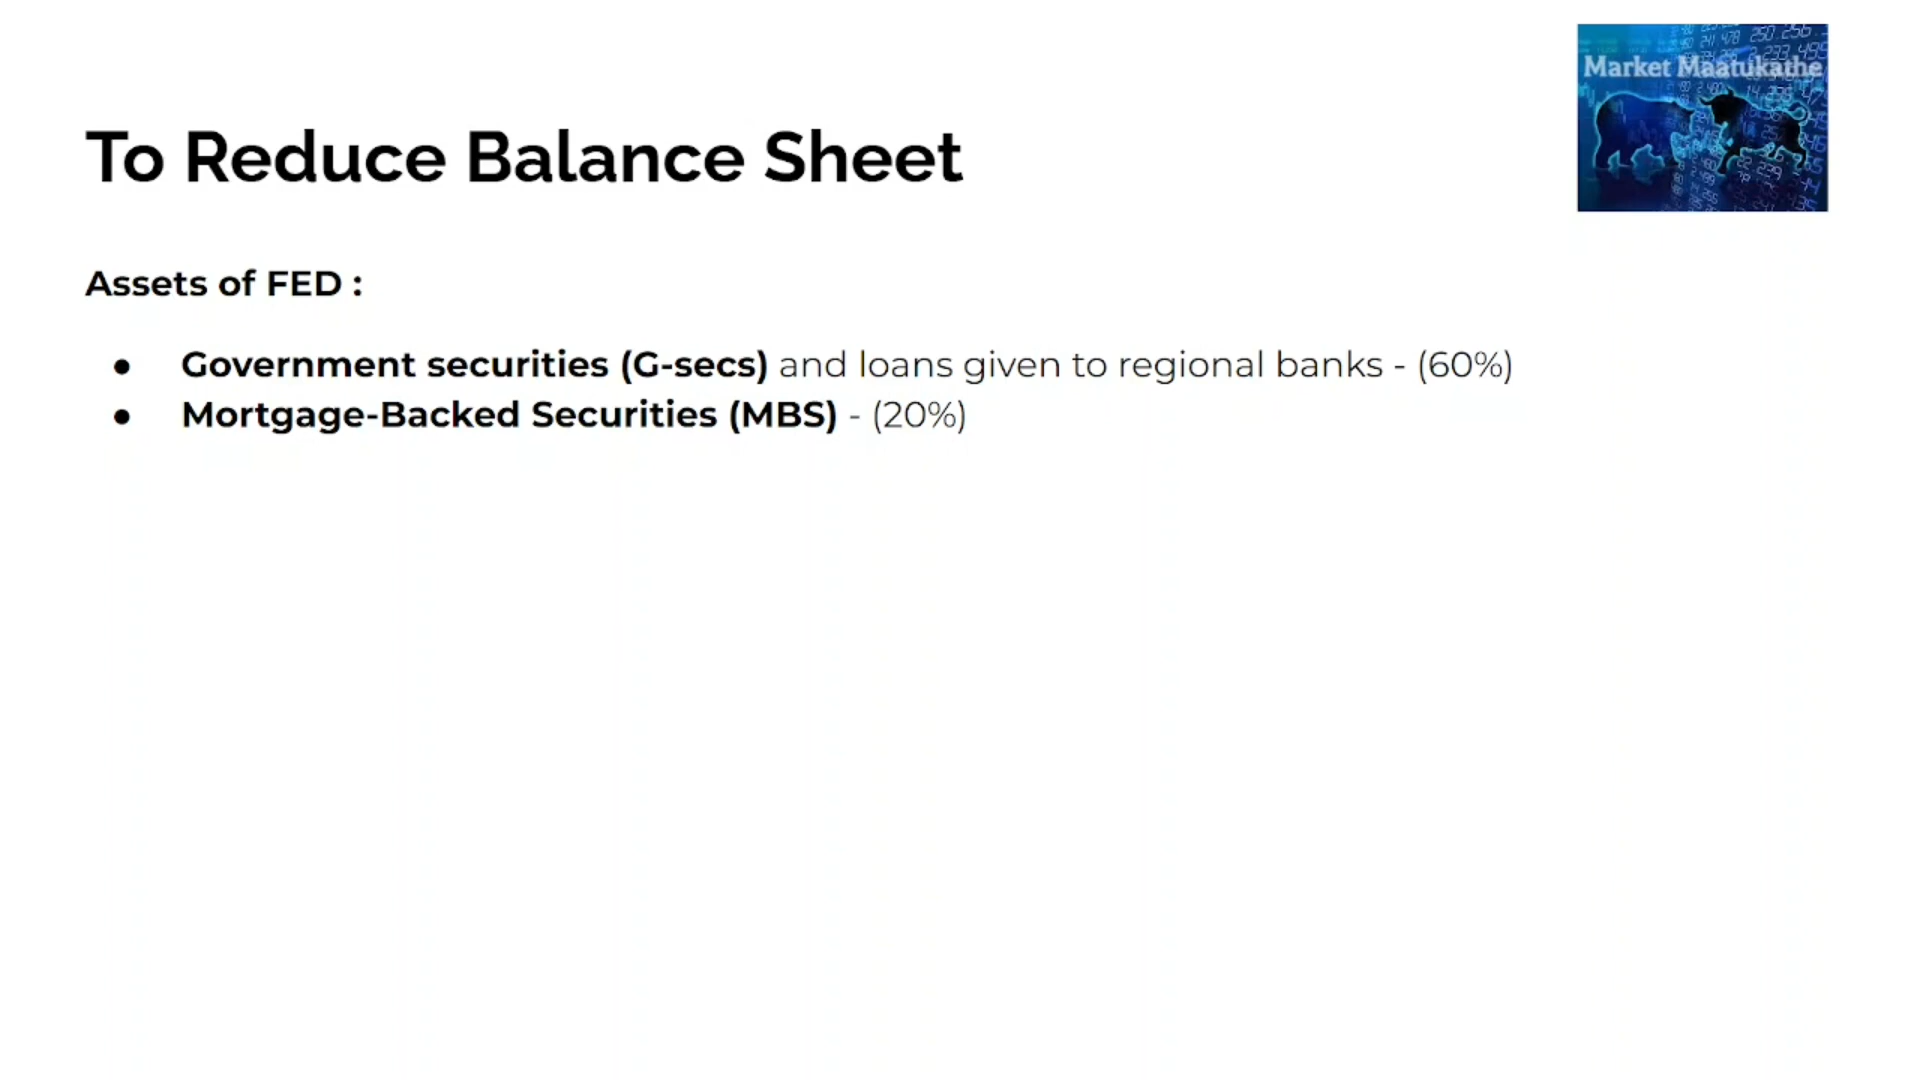 Market Maatukathe
To Reduce Balance Sheet
Assets of FED :
● Government securities (G-secs) and loans given to regional banks - (60%)
● Mortgage-Backed Securities (MBS) - (20%)